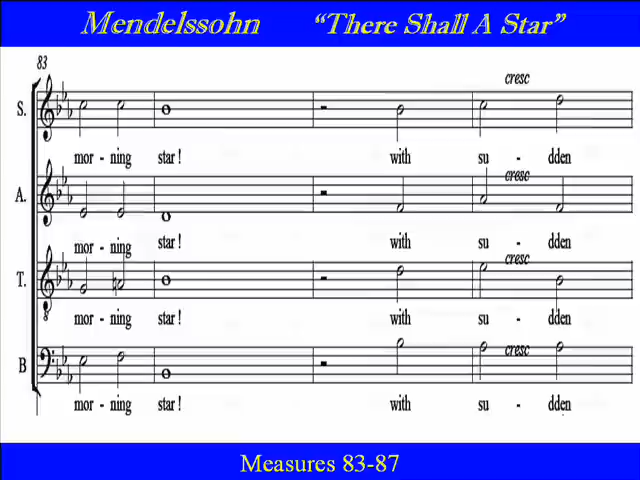 Mendelssohn “There Shall A Star”
83
cresc
S.
mor - ning star! with su - dden
cresc
A.
mor - ning star! with su - dden
cresc
T.
mor - ning star! with su - dden
cresc
B
mor - ning star! with su - dden
Measures 83-87